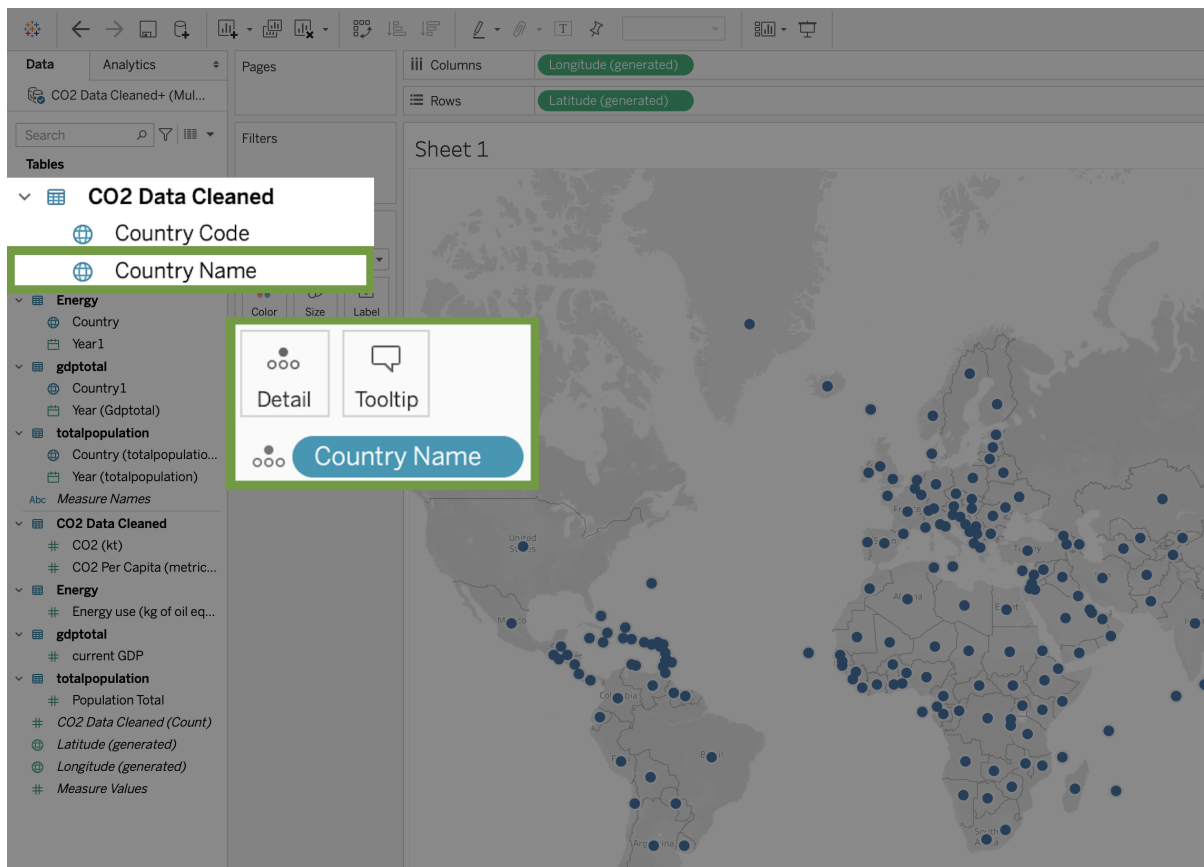 Data
Analytics
CO2 Data Cleaned+ (Mul...
Search
Tables
CO2 Data Cleaned
Country Code
Country Name
Energy
Country
Year1
gdptotal
Country1
Year (Gdptotal)
totalpopulation
Country (totalpopulatio...
Year (totalpopulation)
Abc Measure Names
CO2 Data Cleaned
# CO2 (kt)
# CO2 Per Capita (metric...
Energy
# Energy use (kg of oil eq...
gdptotal
# current GDP
totalpopulation
# Population Total
# CO2 Data Cleaned (Count)
Latitude (generated)
Longitude (generated)
# Measure Values
Pages
Filters
Color Size Label
Detail Tooltip
Country Name
Columns Longitude (generated)
Rows Latitude (generated)
Sheet 1
United